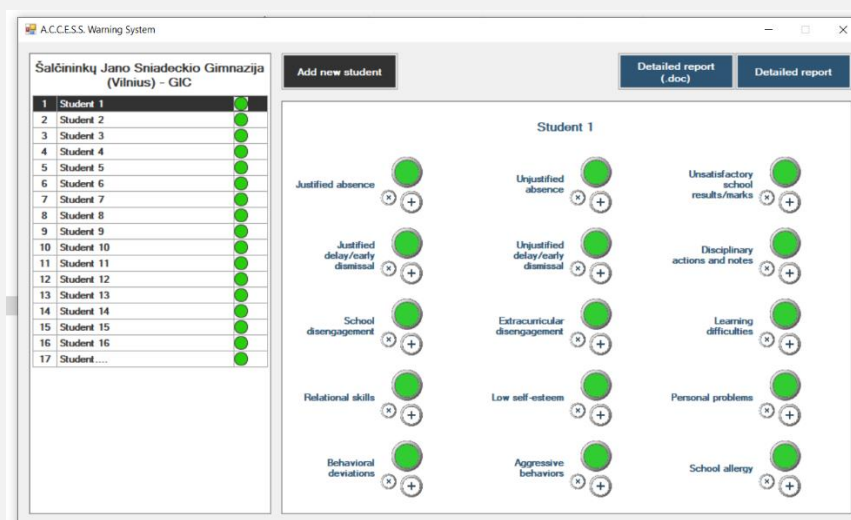 A.C.C.E.S.S. Warning System
Šalčininkų Jano Sniadeckio Gimnazija
(Vilnius) - GIC
1 Student 1
2 Student 2
3 Student 3
4 Student 4
5 Student 5
6 Student 6
7 Student 7
8 Student 8
9 Student 9
10 Student 10
11 Student 11
12 Student 12
13 Student 13
14 Student 14
15 Student 15
16 Student 16
17 Student....
Add new student
Detailed report
(.doc)
Detailed report
Student 1
Justified absence
Unjustified
absence
Unsatisfactory
school
results/marks
Justified
delay/early
dismissal
Unjustified
delay/early
dismissal
Disciplinary
actions and notes
School
disengagement
Extracurricular
disengagement
Learning
difficulties
Relational skills
Low self-esteem
Personal problems
Behavioral
deviations
Aggressive
behaviors
School allergy